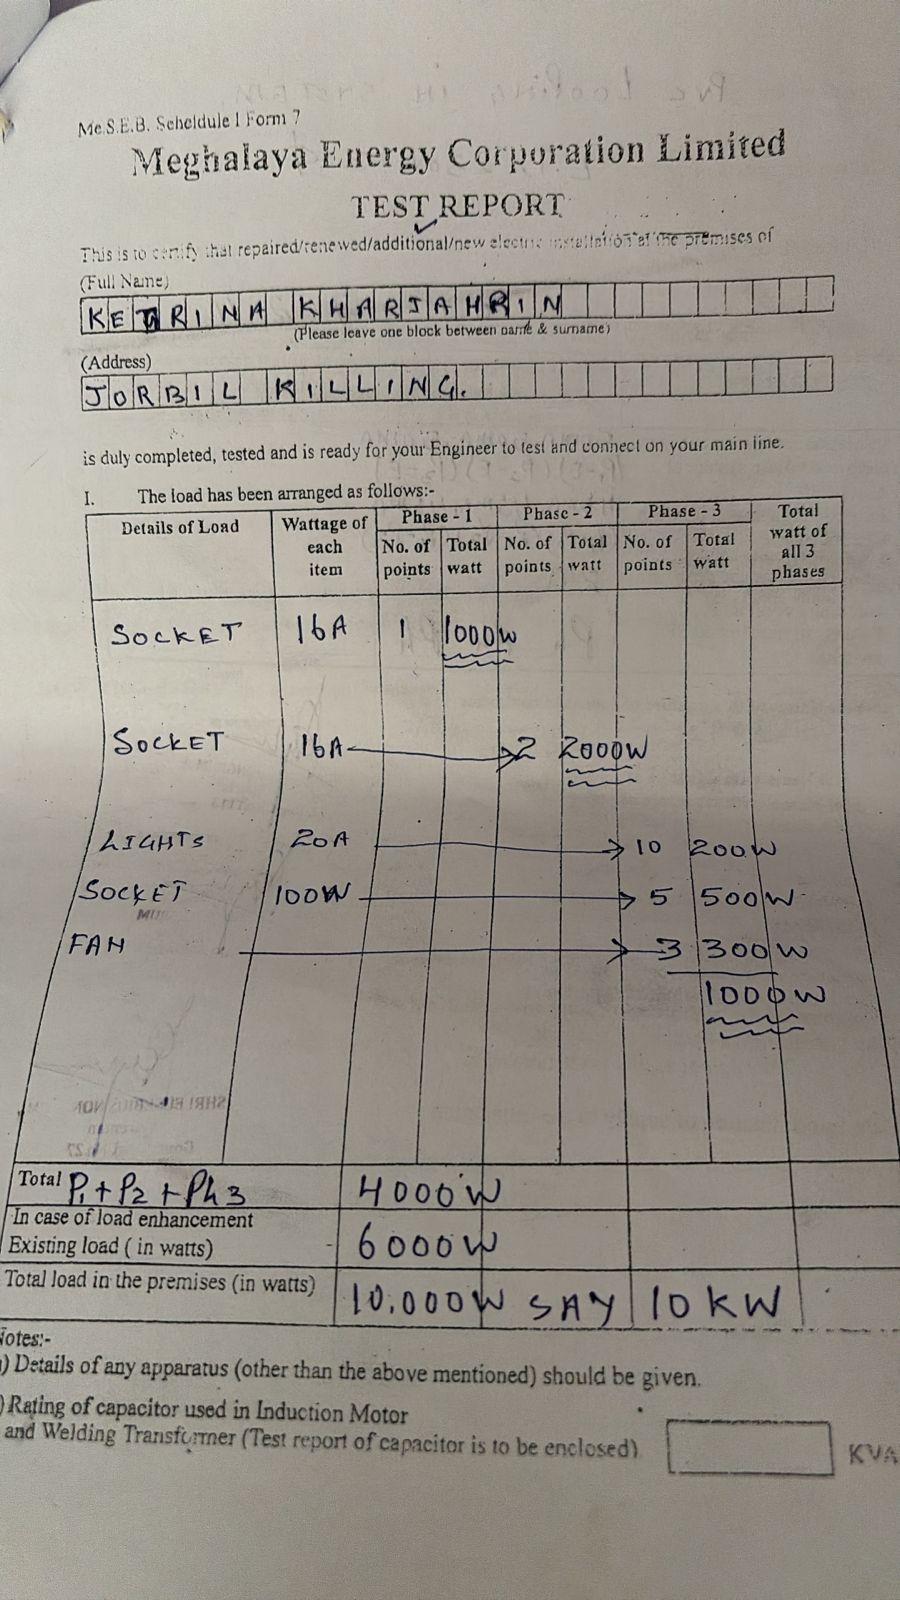 Me.S.E.B. Scheldule I Form 7
Meghalaya Energy Corporation Limited
TEST REPORT
This is to certify that repaired/renewed/additional/new electric installation at the premises of
(Full Name)
KETRINA KHARJAHRIN
(Please leave one block between name & surname)
(Address)
JORBIL KILLING.
is duly completed, tested and is ready for your Engineer to test and connect on your main line.
I. The load has been arranged as follows:-
Details of Load Wattage of each item Phase - 1 Phase - 2 Phase - 3 Total watt of all 3 phases
No. of points Total watt No. of points Total watt No. of points Total watt
SOCKET 16A 1 1000W
SOCKET 16A 2 2000W
LIGHTS 20A 10 200W
SOCKET 100W 5 500W
FAN 3 300W
1000W
Total P1+P2+Ph3 4000W
In case of load enhancement
Existing load ( in watts) - 6000W
Total load in the premises (in watts) 10.000W SAY 10KW
Notes:-
) Details of any apparatus (other than the above mentioned) should be given.
) Rating of capacitor used in Induction Motor
and Welding Transformer (Test report of capacitor is to be enclosed) KVA